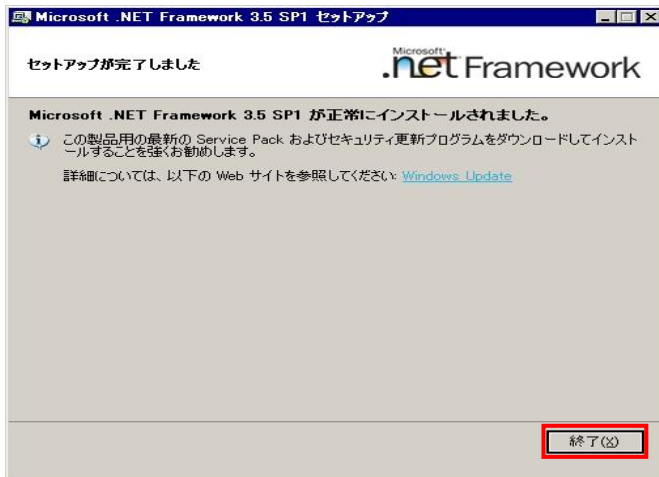 Microsoft .NET Framework 3.5 SP1 セットアップ
セットアップが完了しました
Microsoft
.net Framework
Microsoft .NET Framework 3.5 SP1 が正常にインストールされました。
この製品用の最新の Service Pack およびセキュリティ更新プログラムをダウンロードしてインスト
ールすることを強くお勧めします。
詳細については、以下の Web サイトを参照してください: Windows Update
終了(X)